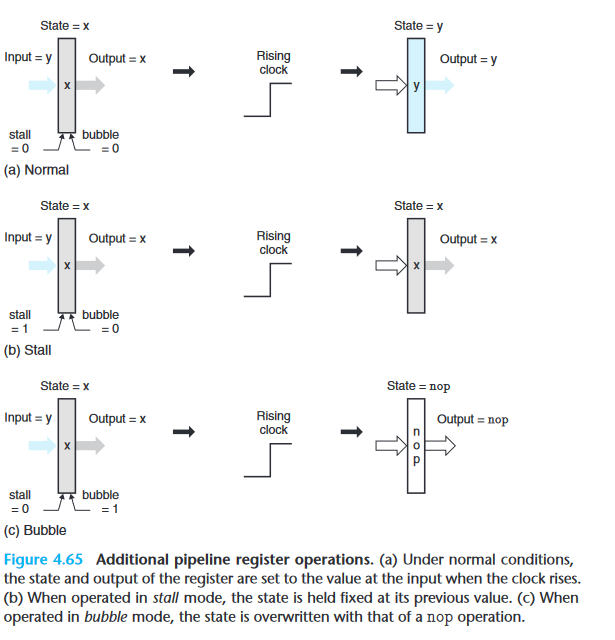 State = x
State = y
Input = y
Output = x
Rising
clock
Output = y
x
y
stall
= 0
bubble
= 0
(a) Normal
State = x
State = x
Input = y
Output = x
Rising
clock
Output = x
x
x
stall
= 1
bubble
= 0
(b) Stall
State = x
State = nop
Input = y
Output = x
Rising
clock
Output = nop
x
n
o
p
stall
= 0
bubble
= 1
(c) Bubble
Figure 4.65 Additional pipeline register operations. (a) Under normal conditions,
the state and output of the register are set to the value at the input when the clock rises.
(b) When operated in stall mode, the state is held fixed at its previous value. (c) When
operated in bubble mode, the state is overwritten with that of a nop operation.